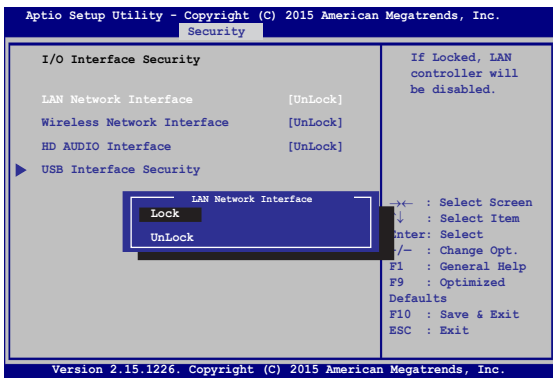 Aptio Setup Utility - Copyright (C) 2015 American Megatrends, Inc.
Security
I/O Interface Security
LAN Network Interface [UnLock]
Wireless Network Interface [UnLock]
HD AUDIO Interface [UnLock]
USB Interface Security
LAN Network Interface
Lock
UnLock
If Locked, LAN
controller will
be disabled.
→← : Select Screen
↑↓ : Select Item
Enter: Select
+/— : Change Opt.
F1 : General Help
F9 : Optimized
Defaults
F10 : Save & Exit
ESC : Exit
Version 2.15.1226. Copyright (C) 2015 American Megatrends, Inc.